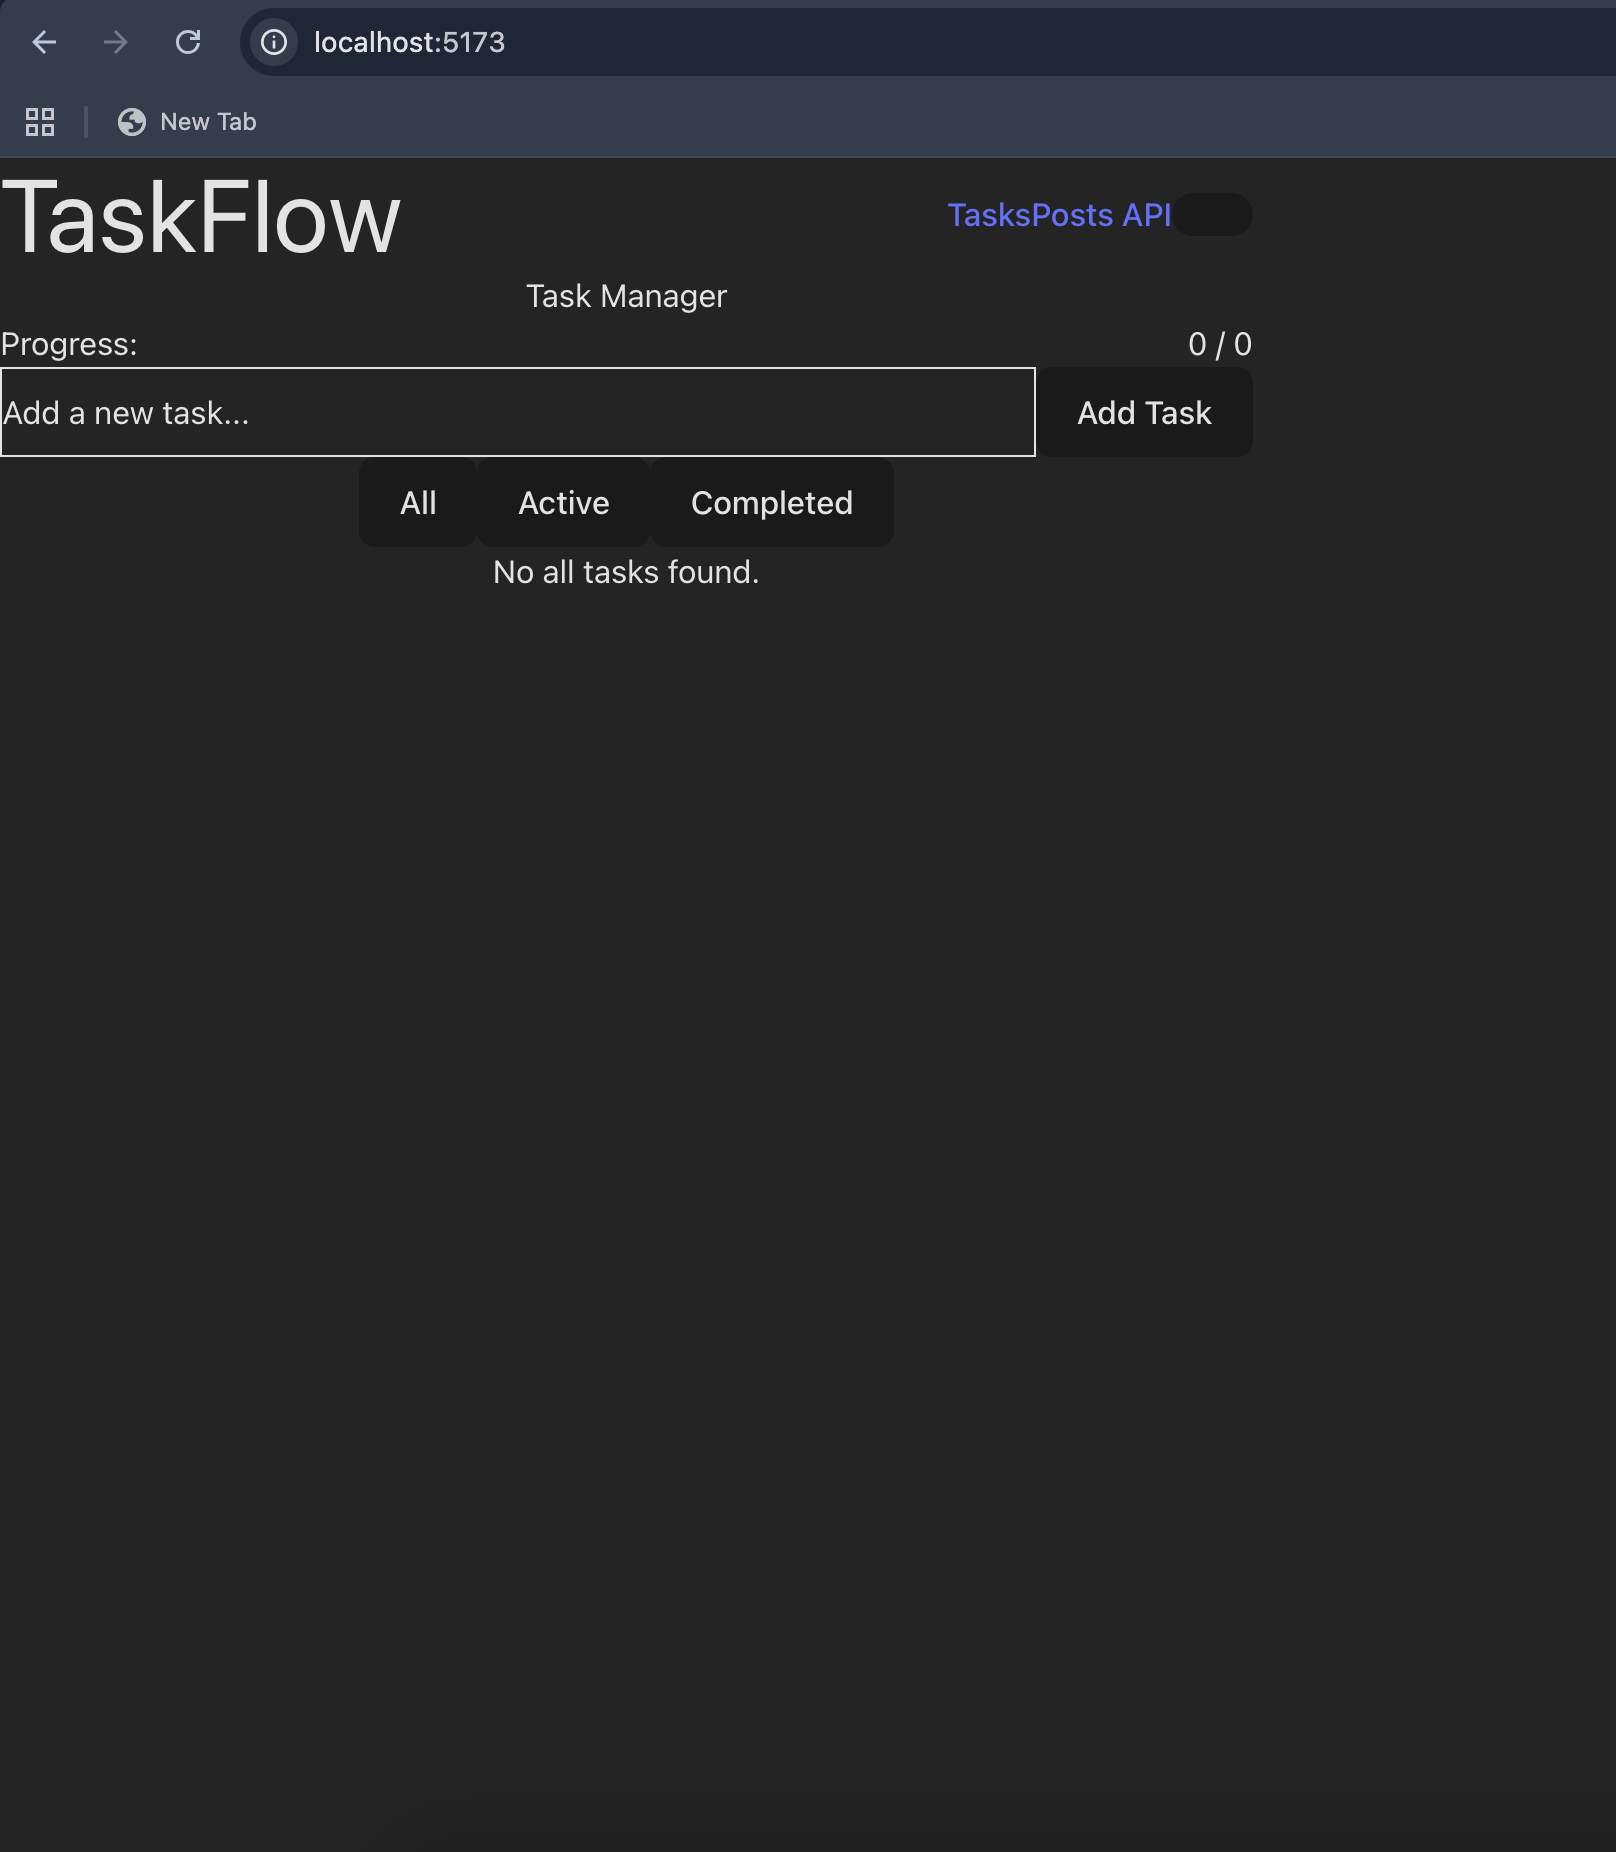 localhost:5173
New Tab
TaskFlow
TasksPosts API
Task Manager
Progress:
0 / 0
Add a new task...
Add Task
All
Active
Completed
No all tasks found.